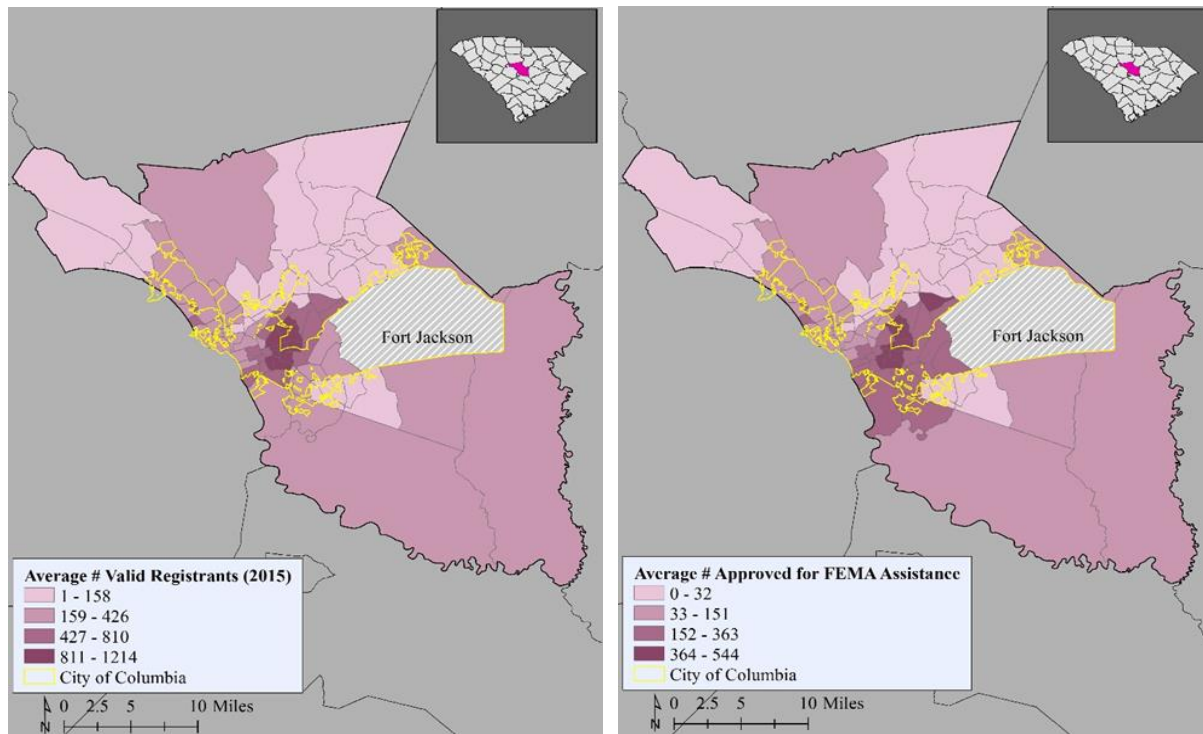 Fort Jackson
Average # Valid Registrants (2015)
1 - 158
159 - 426
427 - 810
811 - 1214
City of Columbia
N
0 2.5 5 10 Miles
Fort Jackson
Average # Approved for FEMA Assistance
0 - 32
33 - 151
152 - 363
364 - 544
City of Columbia
N
0 2.5 5 10 Miles